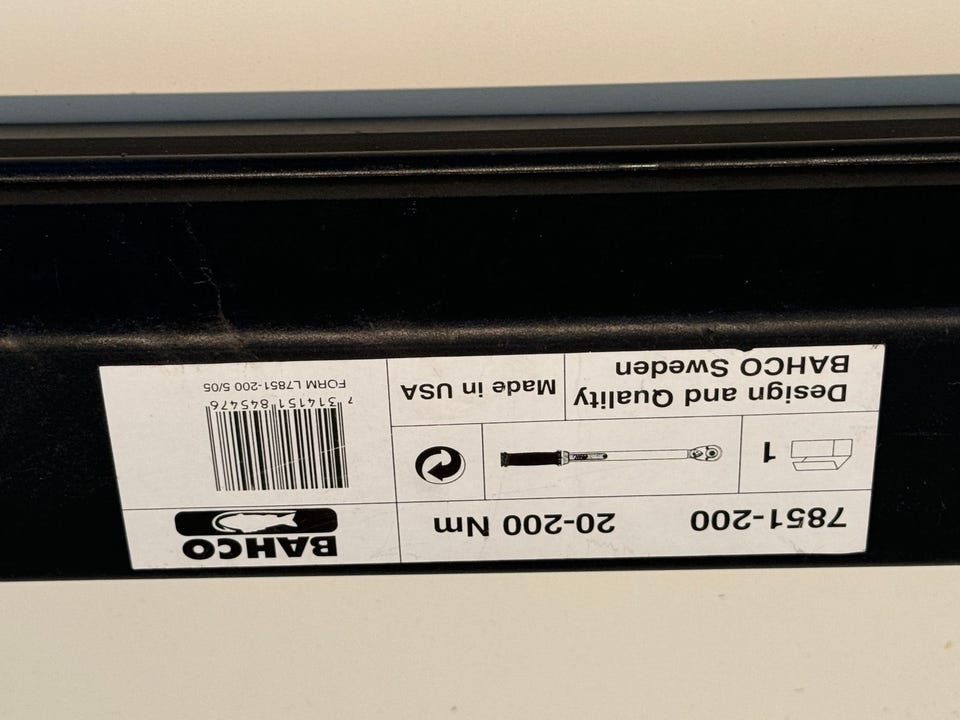 7851-200 20-200 Nm
BAHCO
1
Design and Quality
BAHCO Sweden
Made in USA
7 314151 845476
FORM L7851-200 5/05